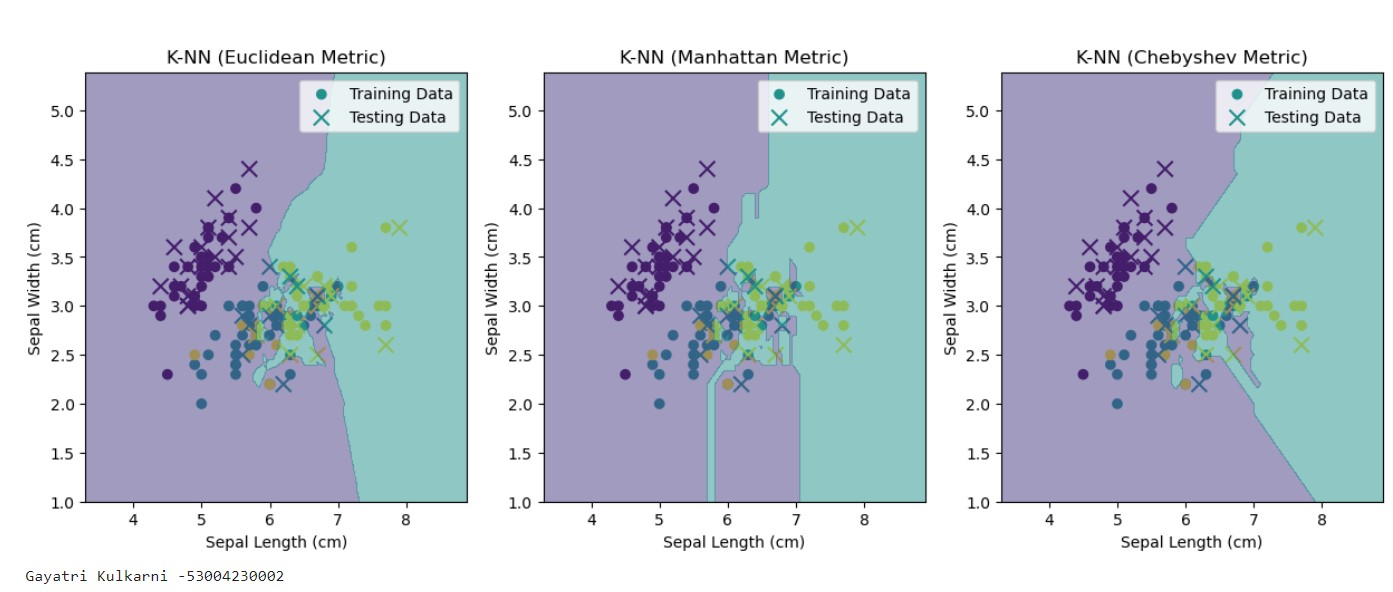 K-NN (Euclidean Metric)
Training Data
Testing Data
5.0
4.5
4.0
3.5
3.0
2.5
2.0
1.5
1.0
Sepal Width (cm)
4 5 6 7 8
Sepal Length (cm)
K-NN (Manhattan Metric)
Training Data
Testing Data
5.0
4.5
4.0
3.5
3.0
2.5
2.0
1.5
1.0
Sepal Width (cm)
4 5 6 7 8
Sepal Length (cm)
K-NN (Chebyshev Metric)
Training Data
Testing Data
5.0
4.5
4.0
3.5
3.0
2.5
2.0
1.5
1.0
Sepal Width (cm)
4 5 6 7 8
Sepal Length (cm)
Gayatri Kulkarni -53004230002